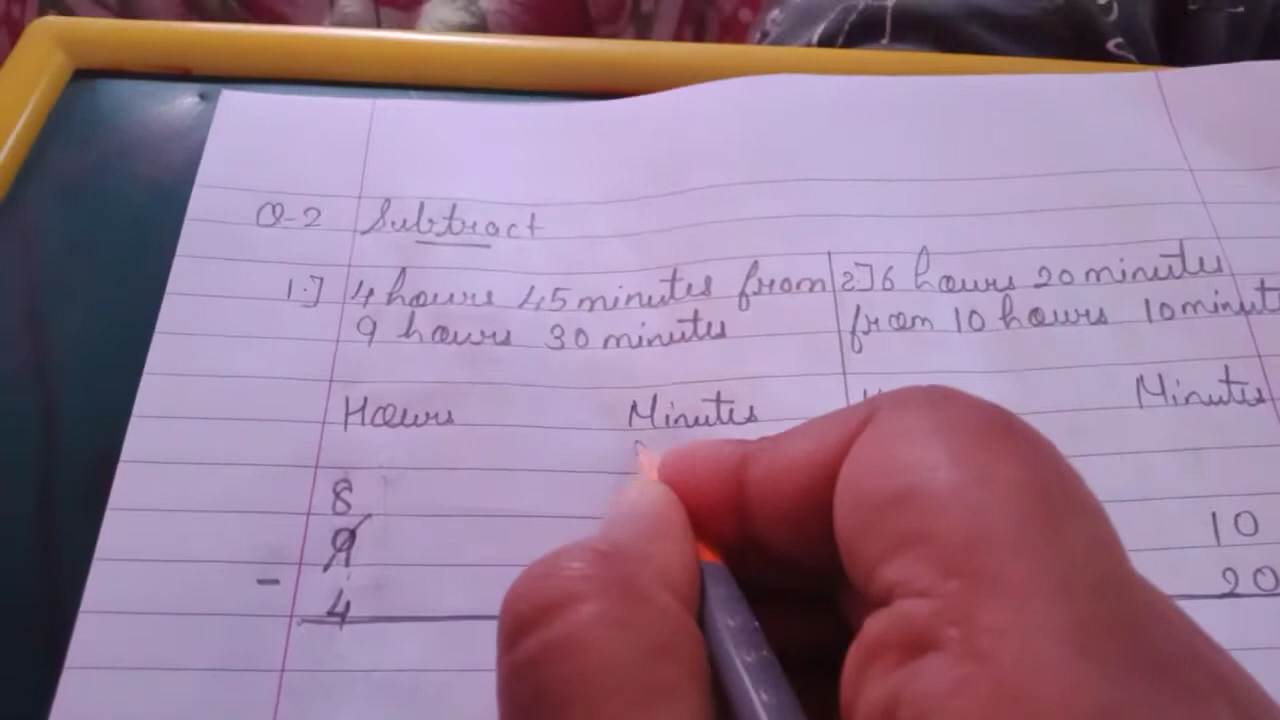 Q-2 Subtract
1.] 4 hours 45 minutes from
9 hours 30 minutes
2.] 6 hours 20 minutes
from 10 hours 10 minut
Hours Minutes
Minutes
8
9
- 4
10
20